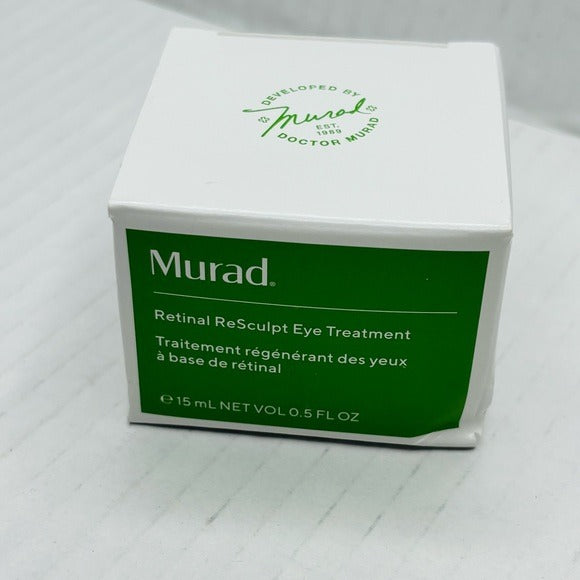 DEVELOPED BY
Murad
EST.
1989
DOCTOR MURAD
Murad®
Retinal ReSculpt Eye Treatment
Traitement régénérant des yeux
à base de rétinal
℮ 15 mL NET VOL 0.5 FL OZ